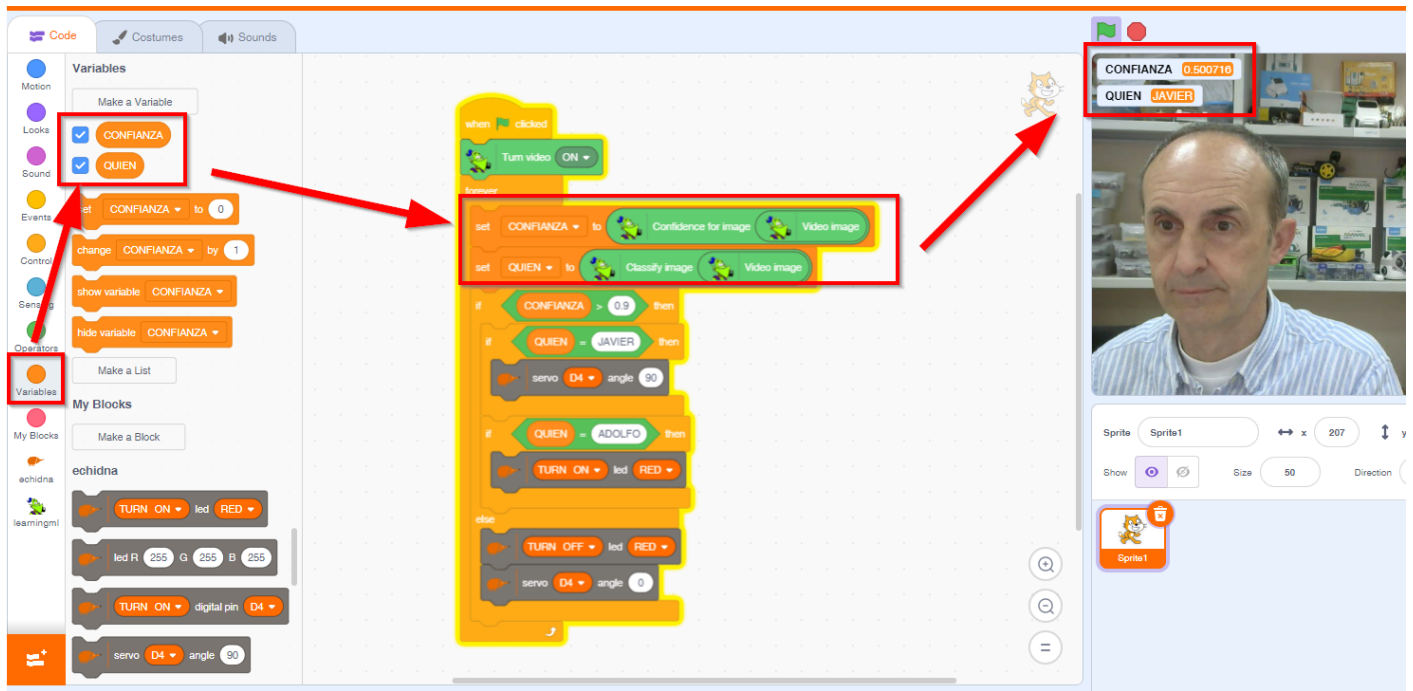 Code
Costumes
Sounds
Motion
Looks
Sound
Events
Control
Sensing
Operators
Variables
My Blocks
echidna
learningml
Variables
Make a Variable
CONFIANZA
QUIEN
set CONFIANZA to 0
change CONFIANZA by 1
show variable CONFIANZA
hide variable CONFIANZA
Make a List
My Blocks
Make a Block
echidna
TURN ON led RED
led R 255 G 255 B 255
TURN ON digital pin D4
servo D4 angle 90
when clicked
Turn video ON
forever
set CONFIANZA to Confidence for image Video image
set QUIEN to Classify image Video image
if CONFIANZA > 0.9 then
if QUIEN = JAVIER then
servo D4 angle 90
if QUIEN = ADOLFO then
TURN ON led RED
else
TURN OFF led RED
servo D4 angle 0
CONFIANZA 0.500716
QUIEN JAVIER
Sprite Sprite1 x 207 y
Show Size 50 Direction
Sprite1